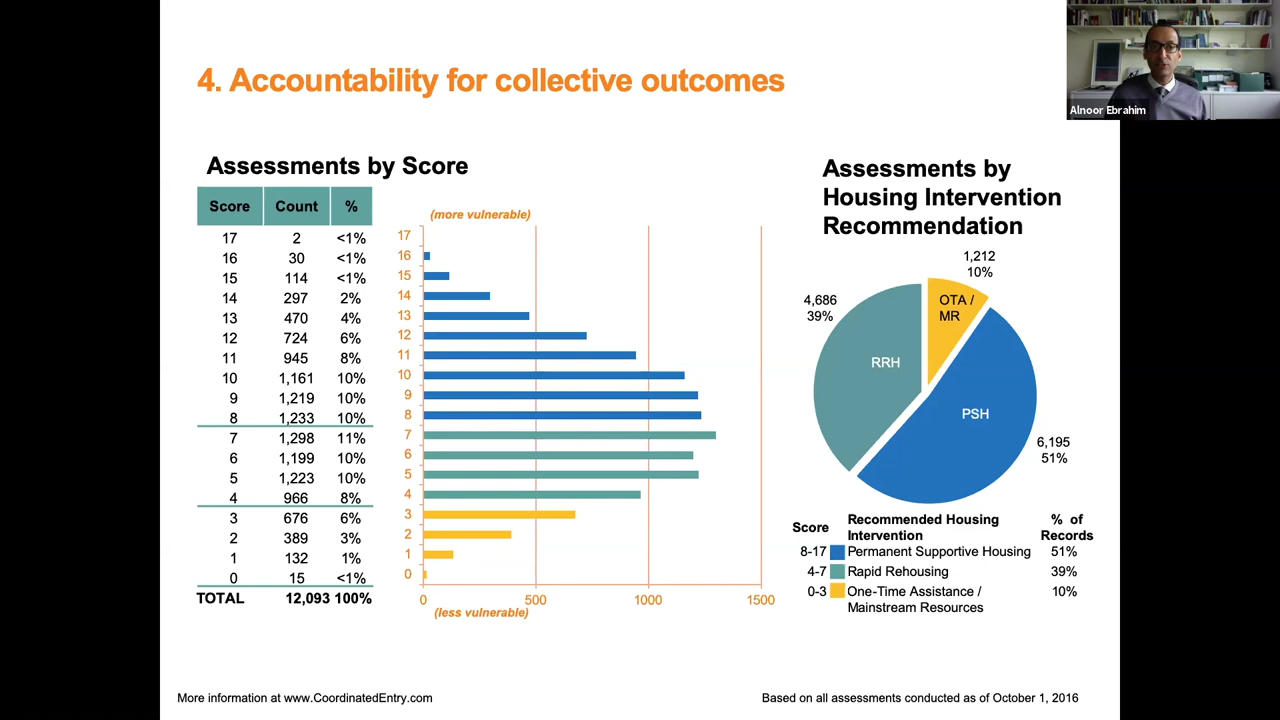 4. Accountability for collective outcomes
Alnoor Ebrahim
Assessments by Score
Score Count %
17 2 <1%
16 30 <1%
15 114 <1%
14 297 2%
13 470 4%
12 724 6%
11 945 8%
10 1,161 10%
9 1,219 10%
8 1,233 10%
7 1,298 11%
6 1,199 10%
5 1,223 10%
4 966 8%
3 676 6%
2 389 3%
1 132 1%
0 15 <1%
TOTAL 12,093 100%
(more vulnerable)
17
16
15
14
13
12
11
10
9
8
7
6
5
4
3
2
1
0
0 500 1000 1500
(less vulnerable)
Assessments by
Housing Intervention
Recommendation
1,212
10%
OTA /
MR
4,686
39%
RRH
PSH
6,195
51%
Score Recommended Housing Intervention % of Records
8-17 Permanent Supportive Housing 51%
4-7 Rapid Rehousing 39%
0-3 One-Time Assistance / 10%
Mainstream Resources
More information at www.CoordinatedEntry.com
Based on all assessments conducted as of October 1, 2016